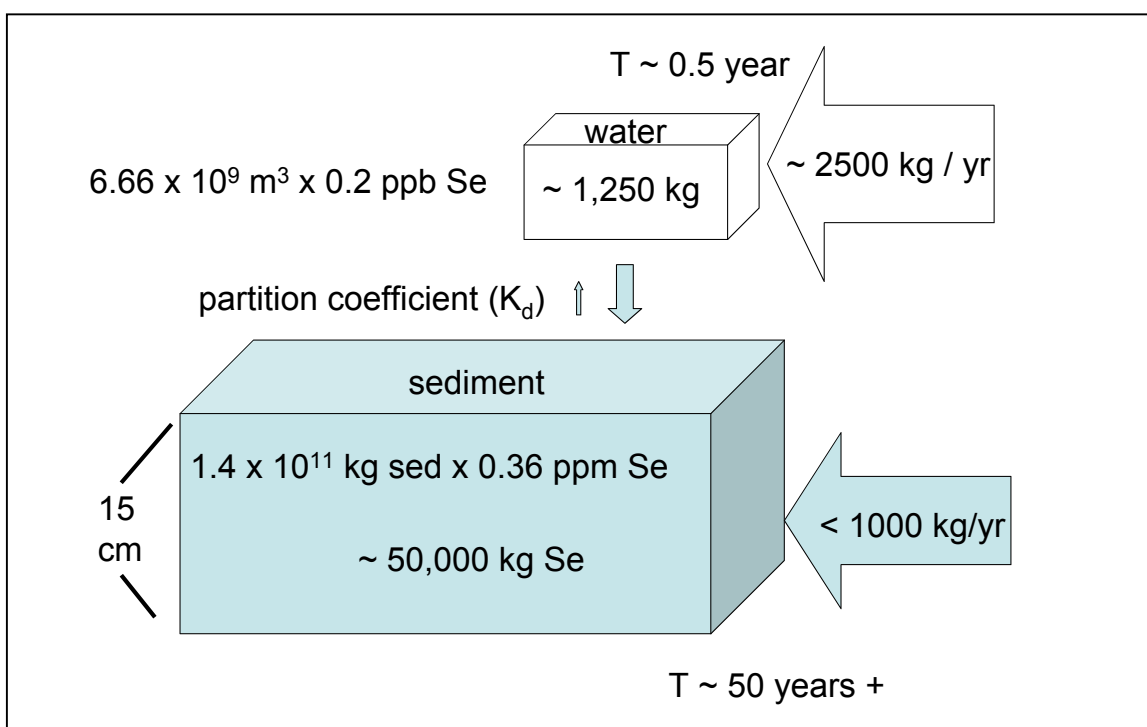 T ~ 0.5 year
water
~ 2500 kg / yr
6.66 x 10⁹ m³ x 0.2 ppb Se
~ 1,250 kg
partition coefficient (K_d)
sediment
1.4 x 10¹¹ kg sed x 0.36 ppm Se
15
cm
< 1000 kg/yr
~ 50,000 kg Se
T ~ 50 years +